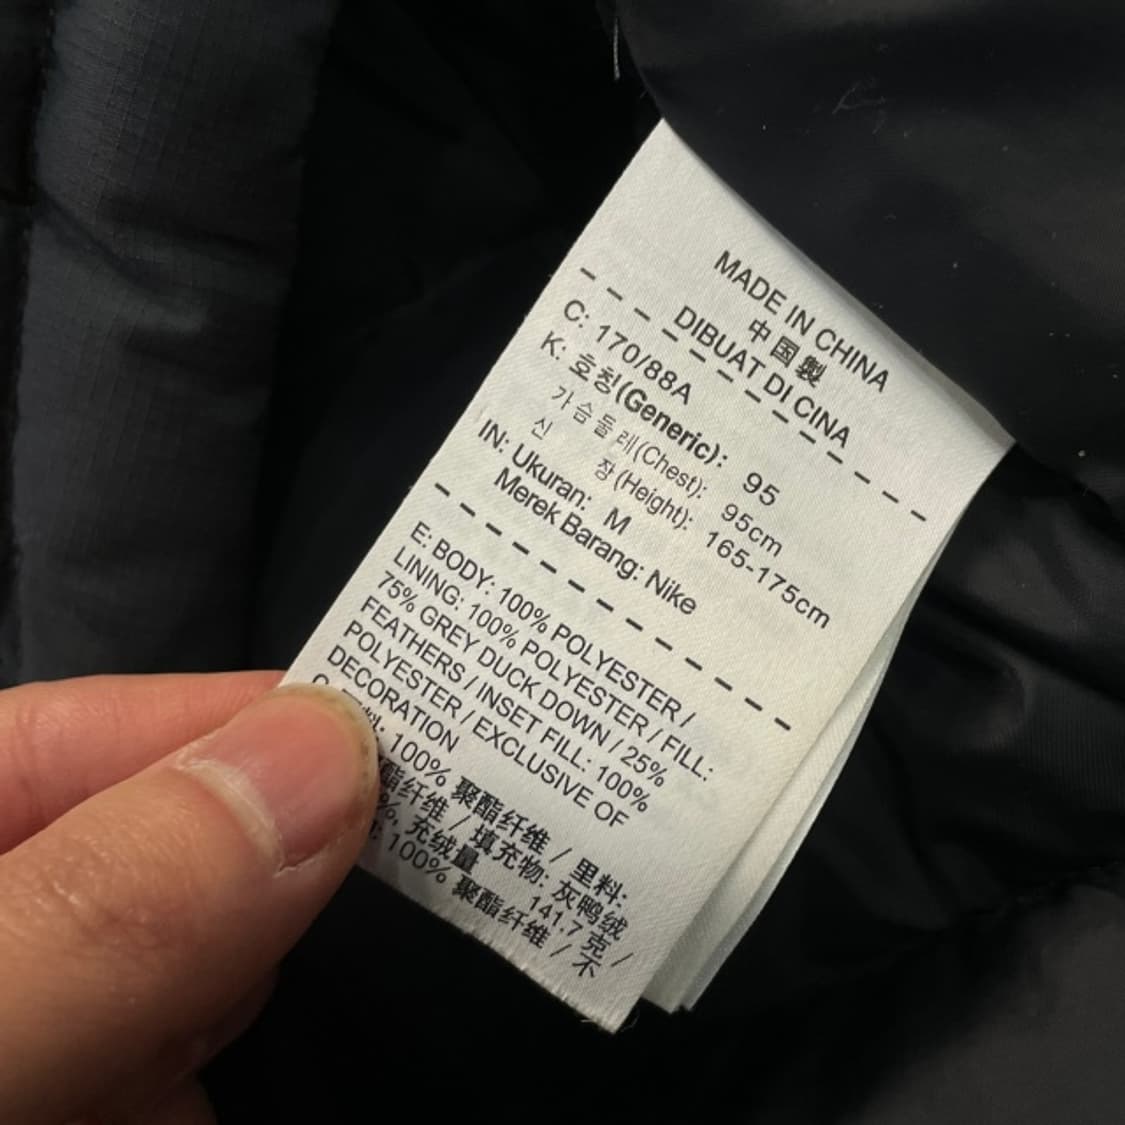 MADE IN CHINA
中国製
DIBUAT DI CINA
C: 170/88A
K: 호칭(Generic): 95
가슴둘레(Chest): 95cm
신 장(Height): 165-175cm
IN: Ukuran: M
Merek Barang: Nike
E: BODY: 100% POLYESTER /
LINING: 100% POLYESTER / FILL:
75% GREY DUCK DOWN / 25%
FEATHERS / INSET FILL: 100%
POLYESTER / EXCLUSIVE OF
DECORATION
料: 100% 聚酯纤维 / 里料:
酯纤维 / 填充物: 灰鸭绒
%, 充绒量 141.7 克 /
: 100% 聚酯纤维 / 不